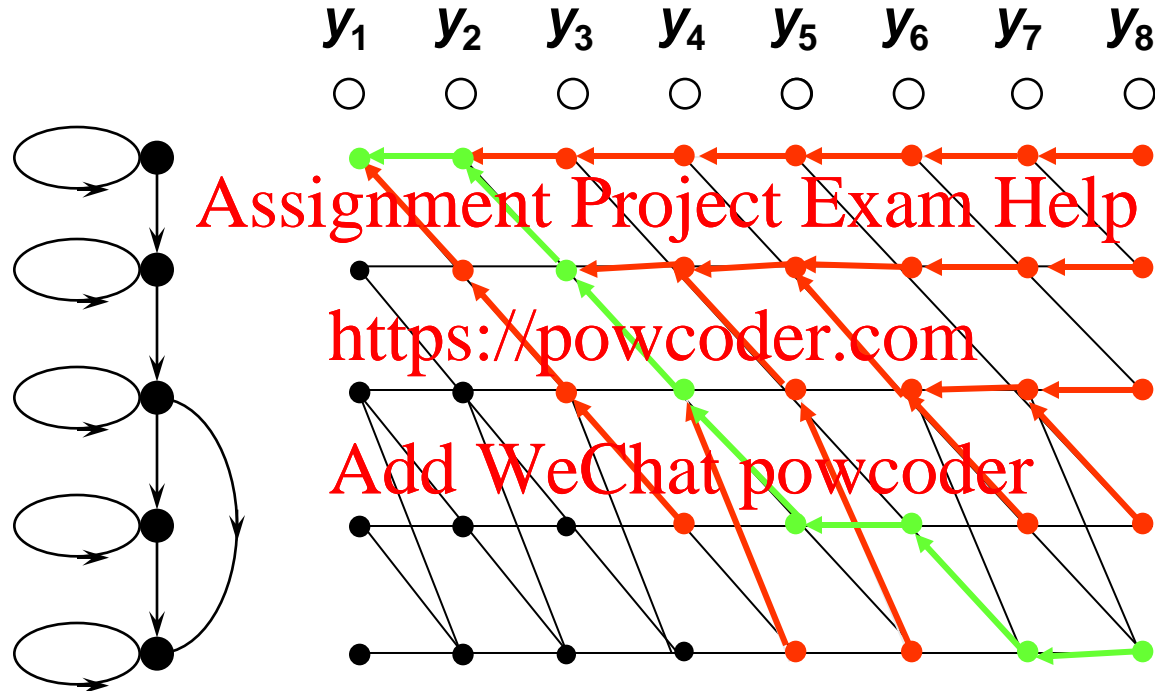 y1 y2 y3 y4 y5 y6 y7 y8
Assignment Project Exam Help
https://powcoder.com
Add WeChat powcoder